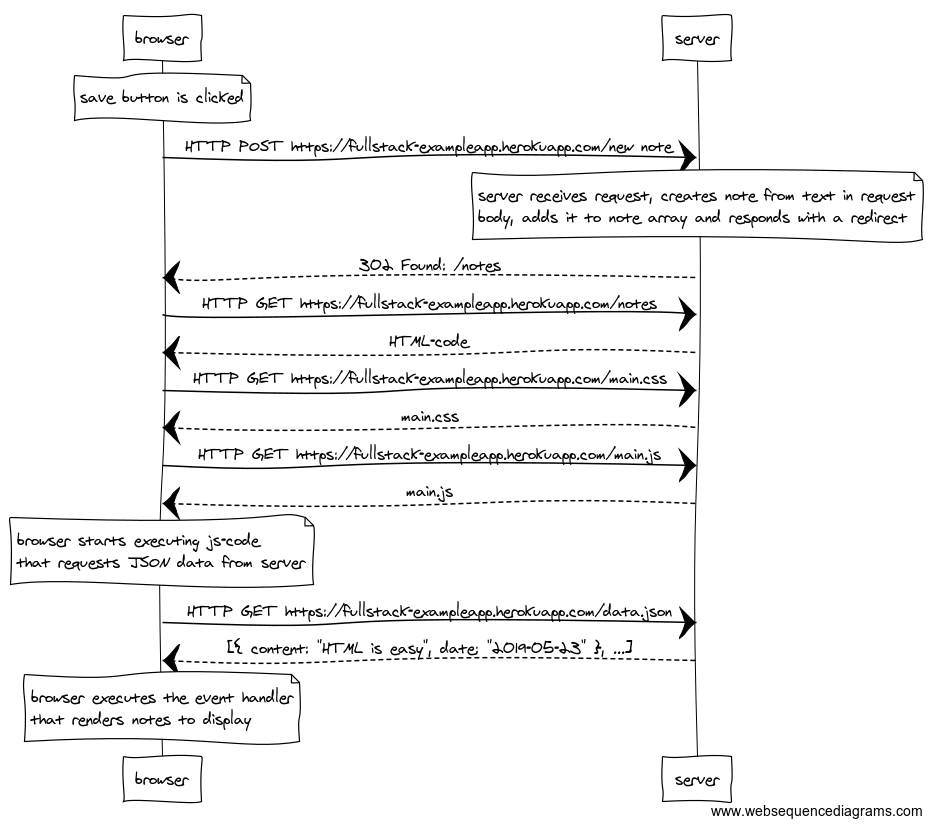 browser
server
save button is clicked
HTTP POST https://fullstack-exampleapp.herokuapp.com/new note
server receives request, creates note from text in request
body, adds it to note array and responds with a redirect
302 Found: /notes
HTTP GET https://fullstack-exampleapp.herokuapp.com/notes
HTML-code
HTTP GET https://fullstack-exampleapp.herokuapp.com/main.css
main.css
HTTP GET https://fullstack-exampleapp.herokuapp.com/main.js
main.js
browser starts executing js-code
that requests JSON data from server
HTTP GET https://fullstack-exampleapp.herokuapp.com/data.json
[{ content: "HTML is easy", date: "2019-05-23" }, ...]
browser executes the event handler
that renders notes to display
browser
server
www.websequencediagrams.com